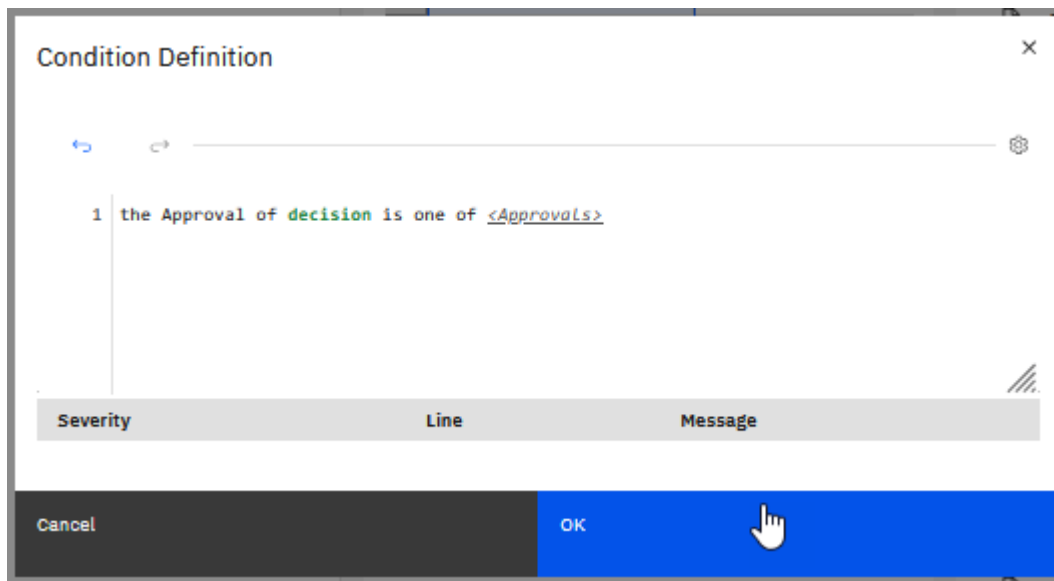 Condition Definition
1 the Approval of decision is one of <Approvals>
Severity Line Message
Cancel OK